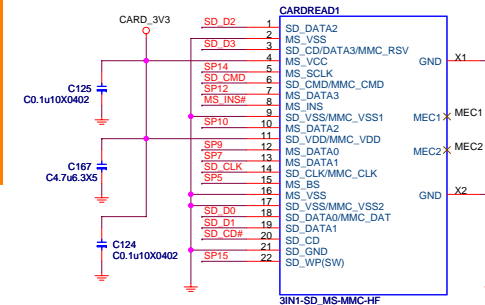 CARDREAD1
CARD_3V3
SD_D2 1 SD_DATA2
2 MS_VSS
SD_D3 3 SD_CD/DATA3/MMC_RSV
4 MS_VCC GND X1
SP14 5 MS_SCLK
SD_CMD 6 SD_CMD/MMC_CMD
SP12 7 MS_DATA3
MS_INS# 8 MS_INS
9 SD_VSS/MMC_VSS1 MEC1 MEC1
SP10 10 MS_DATA2
11 SD_VDD/MMC_VDD
SP9 12 MS_DATA0 MEC2 MEC2
SP7 13 MS_DATA1
SD_CLK 14 SD_CLK/MMC_CLK
SP5 15 MS_BS
16 MS_VSS GND X2
17 SD_VSS/MMC_VSS2
SD_D0 18 SD_DATA0/MMC_DAT
SD_D1 19 SD_DATA1
SD_CD# 20 SD_CD
21 SD_GND
SP15 22 SD_WP(SW)
3IN1-SD_MS-MMC-HF
C125
C0.1u10X0402
C167
C4.7u6.3X5
C124
C0.1u10X0402